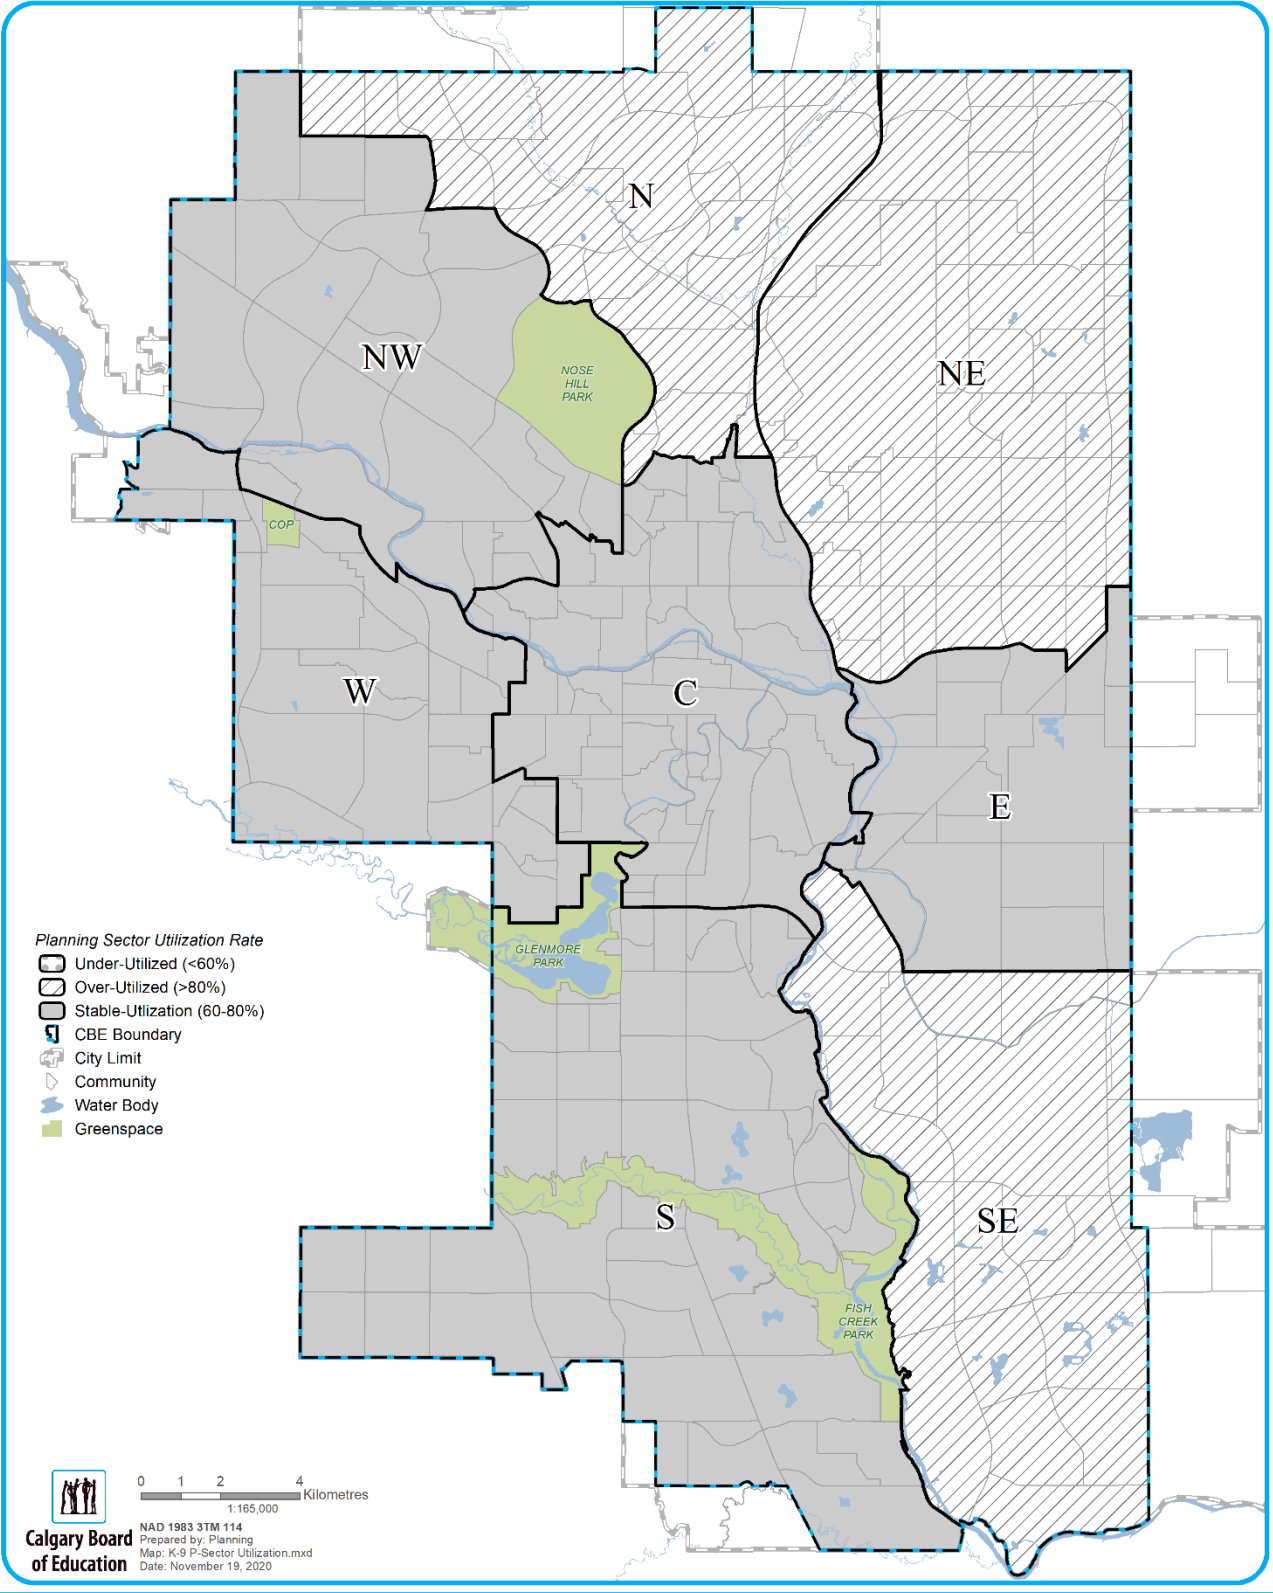 N
NW
NE
NOSE
HILL
PARK
COP
W
C
E
Planning Sector Utilization Rate
Under-Utilized (<60%)
Over-Utilized (>80%)
Stable-Utlization (60-80%)
CBE Boundary
City Limit
Community
Water Body
Greenspace
GLENMORE
PARK
S
SE
FISH
CREEK
PARK
0 1 2 4
Kilometres
1:165,000
Calgary Board
of Education
NAD 1983 3TM 114
Prepared by: Planning
Map: K-9 P-Sector Utilization.mxd
Date: November 19, 2020